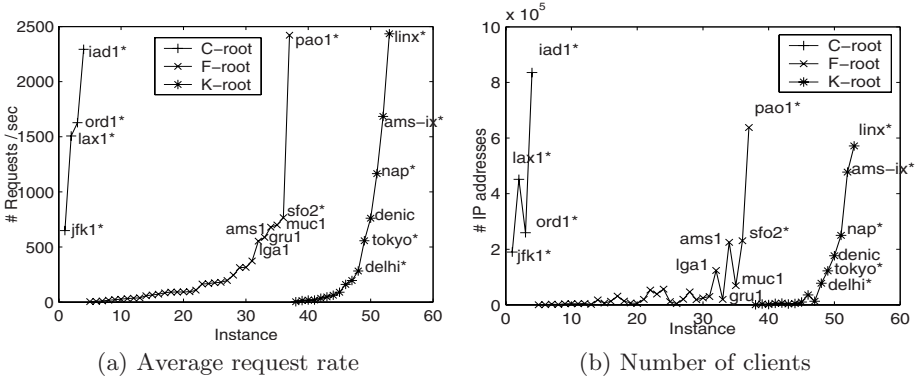 2500
2000
1500
1000
500
0
# Requests / sec
0 10 20 30 40 50 60
Instance
C-root
F-root
K-root
iad1*
ord1*
lax1*
jfk1*
pao1*
sfo2*
muc1
ams1
gru1
lga1
linx*
ams-ix*
nap*
denic
tokyo*
delhi*
(a) Average request rate
x 10^5
10
8
6
4
2
0
# IP addresses
0 10 20 30 40 50 60
Instance
C-root
F-root
K-root
iad1*
lax1*
ord1*
jfk1*
pao1*
ams1
sfo2*
lga1
muc1
gru1
linx*
ams-ix*
nap*
denic
tokyo*
delhi*
(b) Number of clients